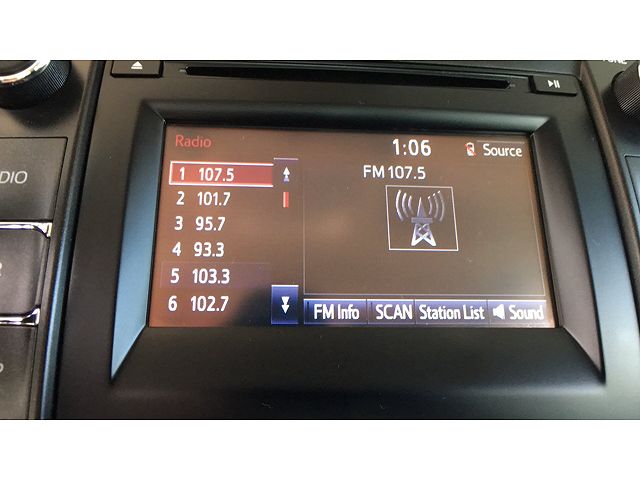 Radio
1:06
Source
1 107.5
2 101.7
3 95.7
4 93.3
5 103.3
6 102.7
FM 107.5
FM Info
SCAN
Station List
Sound